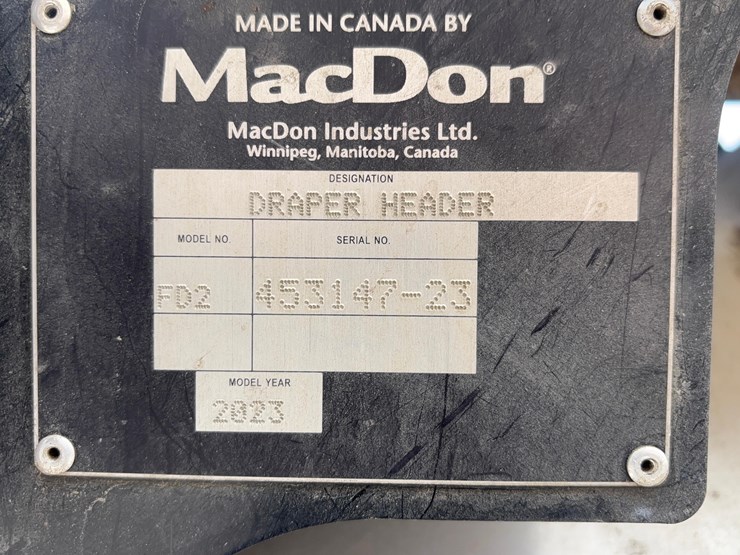 MADE IN CANADA BY
MacDon®
MacDon Industries Ltd.
Winnipeg, Manitoba, Canada
DESIGNATION
DRAPER HEADER
MODEL NO. SERIAL NO.
FD2 453147-23
MODEL YEAR
2023